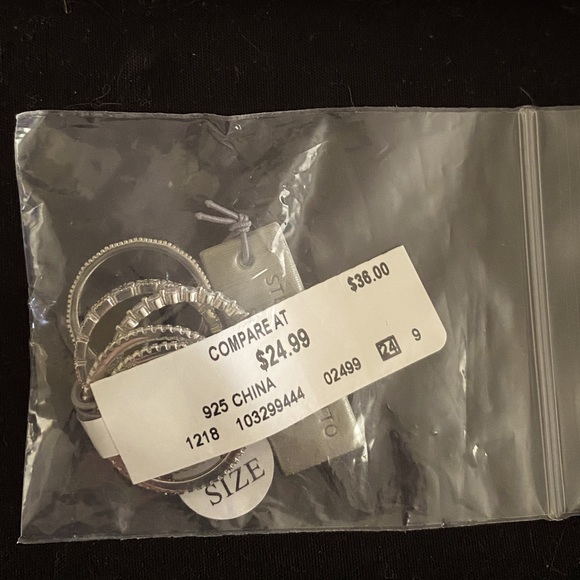 $36.00
COMPARE AT
$24.99
925 CHINA
1218 103299444 02499 24 9
SIZE